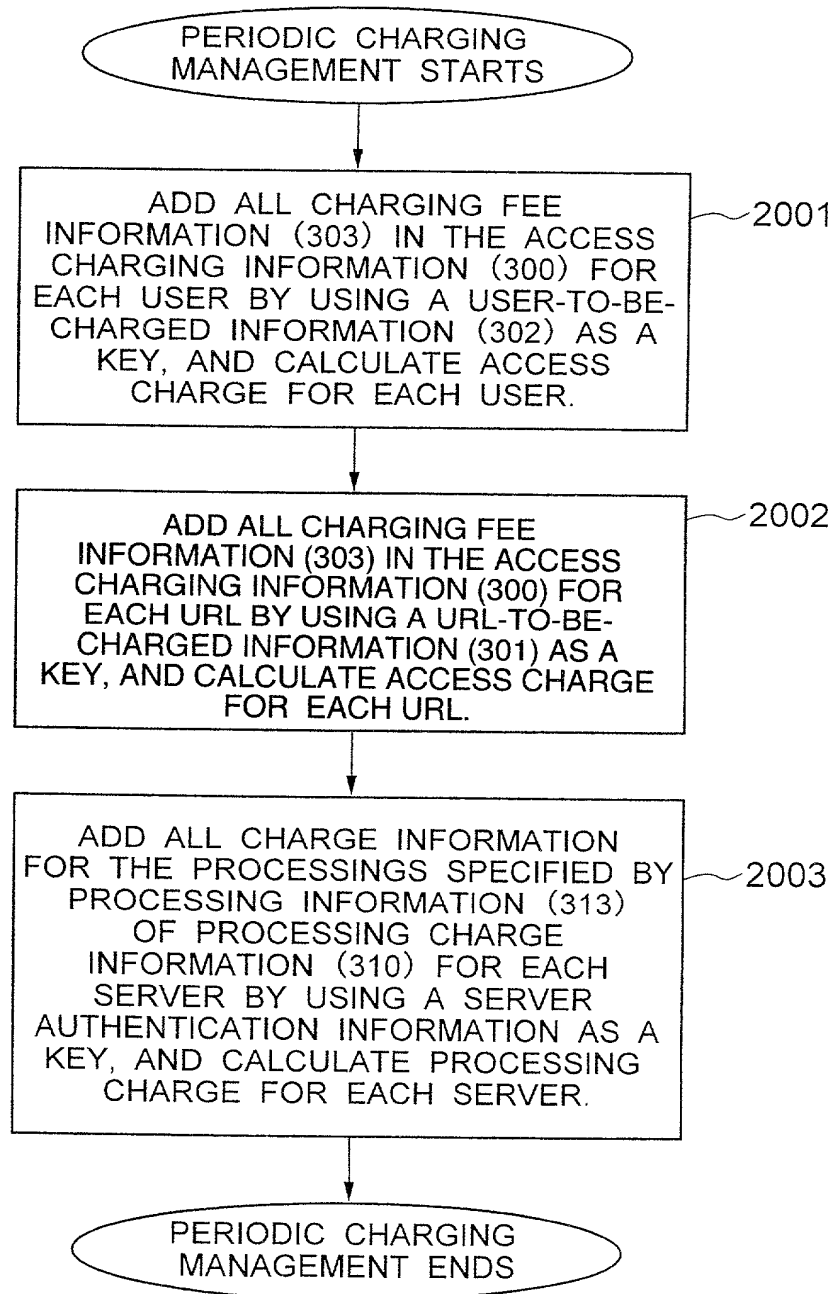 PERIODIC CHARGING
MANAGEMENT STARTS
ADD ALL CHARGING FEE
INFORMATION (303) IN THE ACCESS
CHARGING INFORMATION (300) FOR
EACH USER BY USING A USER-TO-BE-
CHARGED INFORMATION (302) AS A
KEY, AND CALCULATE ACCESS
CHARGE FOR EACH USER.
2001
ADD ALL CHARGING FEE
INFORMATION (303) IN THE ACCESS
CHARGING INFORMATION (300) FOR
EACH URL BY USING A URL-TO-BE-
CHARGED INFORMATION (301) AS A
KEY, AND CALCULATE ACCESS CHARGE
FOR EACH URL.
2002
ADD ALL CHARGE INFORMATION
FOR THE PROCESSINGS SPECIFIED BY
PROCESSING INFORMATION (313)
OF PROCESSING CHARGE
INFORMATION (310) FOR EACH
SERVER BY USING A SERVER
AUTHENTICATION INFORMATION AS A
KEY, AND CALCULATE PROCESSING
CHARGE FOR EACH SERVER.
2003
PERIODIC CHARGING
MANAGEMENT ENDS